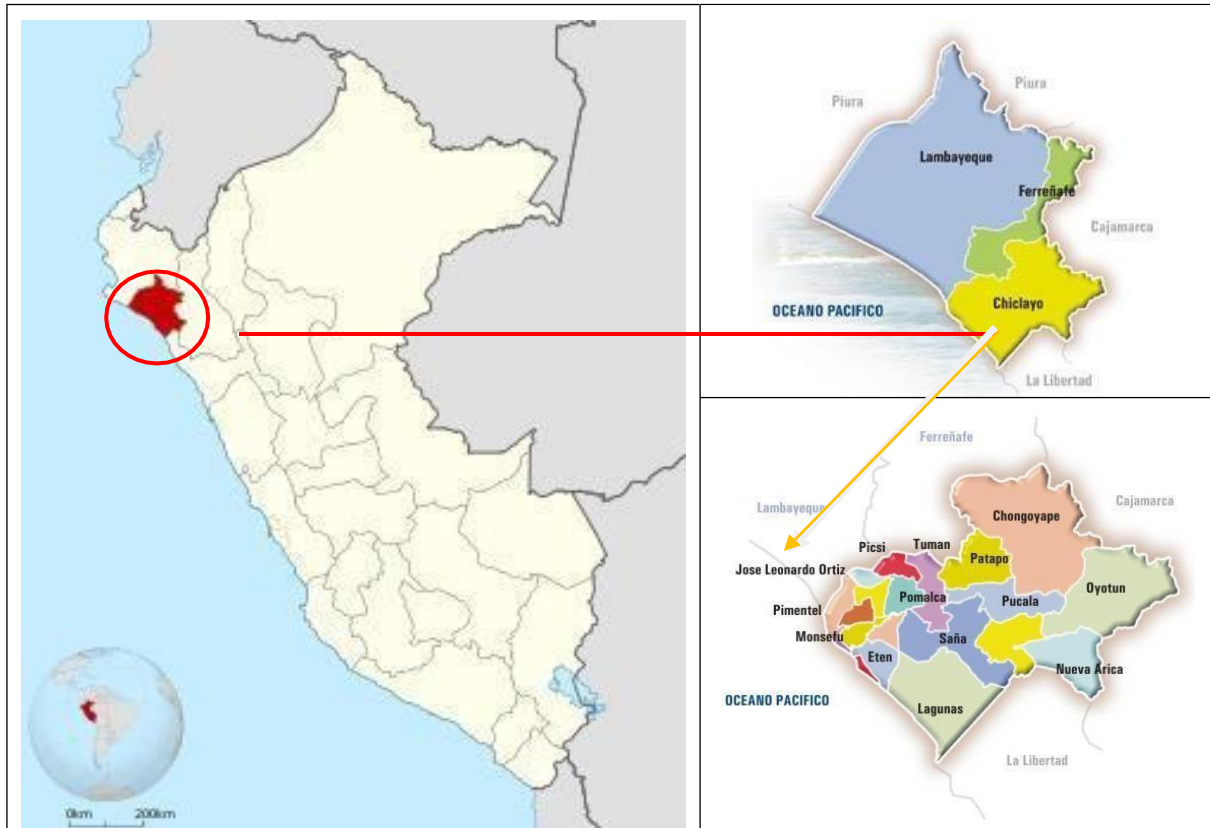 0km 200km
Piura
Piura
Lambayeque
Ferreñafe
Cajamarca
OCEANO PACIFICO
Chiclayo
La Libertad
Ferreñafe
Cajamarca
Lambayeque
Chongoyape
Picsi
Tuman
Patapo
Jose Leonardo Ortiz
Oyotun
Pomalca
Pucala
Pimentel
Monsefu
Saña
Eten
Nueva Arica
OCEANO PACIFICO
Lagunas
La Libertad